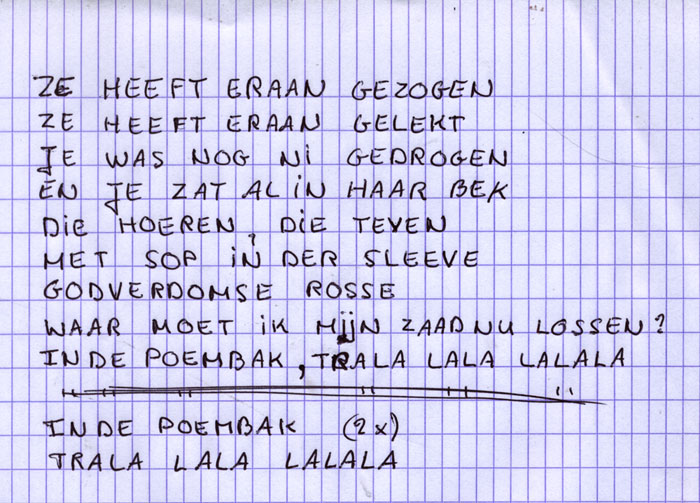 ZE HEEFT ERAAN GEZOGEN
ZE HEEFT ERAAN GELEKT
JE WAS NOG Ni GEDROGEN
EN JE ZAT AL iN HAAR BEK
DiE HOEREN, DiE TEVEN
MET SOP iN DER SLEEVE
GODVERDOMSE ROSSE
WAAR MOET iK MijN ZAAD NU LOSSEN?
IN DE POEMBAK, TRALA LALA LALALA
IN DE POEMBAK (2x)
TRALA LALA LALALA